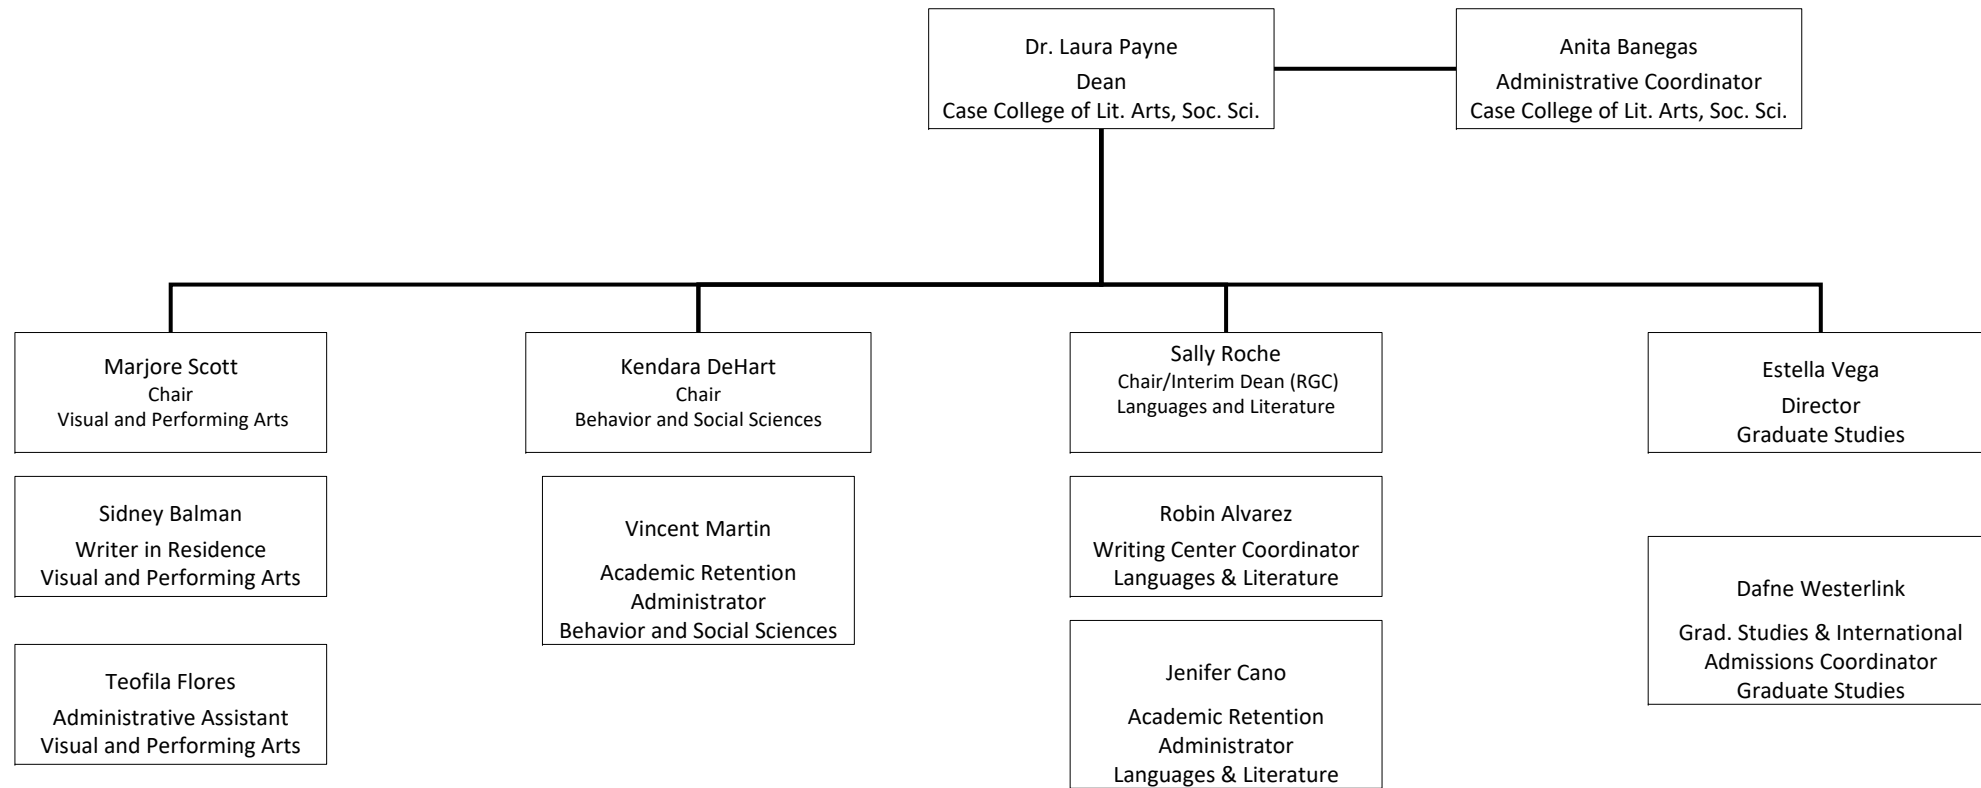 Dr. Laura Payne
Dean
Case College of Lit. Arts, Soc. Sci.
Anita Banegas
Administrative Coordinator
Case College of Lit. Arts, Soc. Sci.
Marjore Scott
Chair
Visual and Performing Arts
Kendara DeHart
Chair
Behavior and Social Sciences
Sally Roche
Chair/Interim Dean (RGC)
Languages and Literature
Estella Vega
Director
Graduate Studies
Sidney Balman
Writer in Residence
Visual and Performing Arts
Vincent Martin
Academic Retention
Administrator
Behavior and Social Sciences
Robin Alvarez
Writing Center Coordinator
Languages & Literature
Dafne Westerlink
Grad. Studies & International
Admissions Coordinator
Graduate Studies
Teofila Flores
Administrative Assistant
Visual and Performing Arts
Jenifer Cano
Academic Retention
Administrator
Languages & Literature